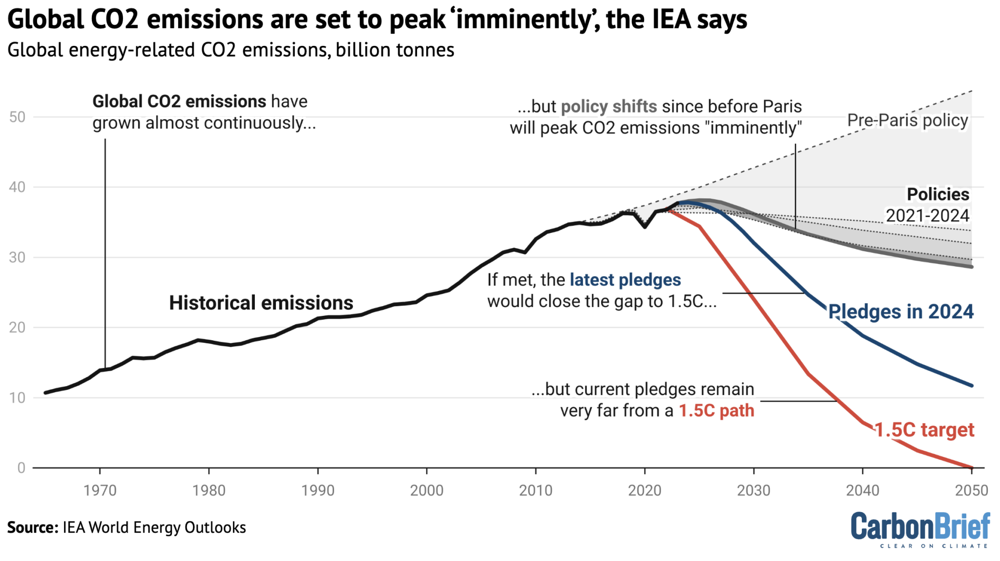 Global CO2 emissions are set to peak ‘imminently’, the IEA says
Global energy-related CO2 emissions, billion tonnes
Global CO2 emissions have
grown almost continuously...
...but policy shifts since before Paris
will peak CO2 emissions "imminently"
Pre-Paris policy
Policies
2021-2024
If met, the latest pledges
would close the gap to 1.5C...
Historical emissions
Pledges in 2024
...but current pledges remain
very far from a 1.5C path
1.5C target
50
40
30
20
10
0
1970 1980 1990 2000 2010 2020 2030 2040 2050
Source: IEA World Energy Outlooks
CarbonBrief
CLEAR ON CLIMATE